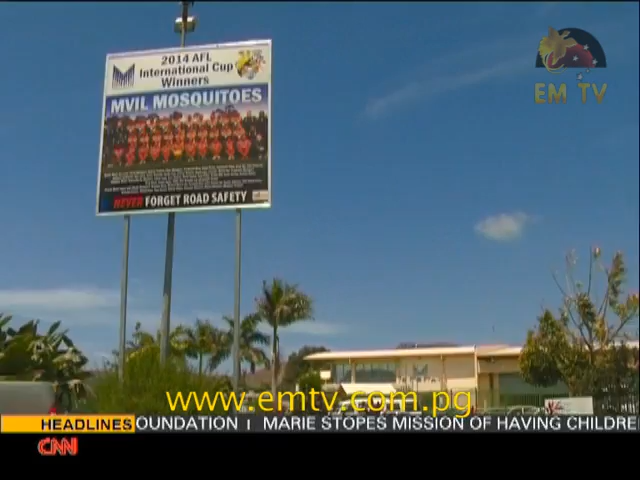 2014 AFL
International Cup
Winners
MVIL MOSQUITOES
NEVER FORGET ROAD SAFETY
EM TV
www.emtv.com.pg
HEADLINES OUNDATION | MARIE STOPES MISSION OF HAVING CHILDRE
CNN